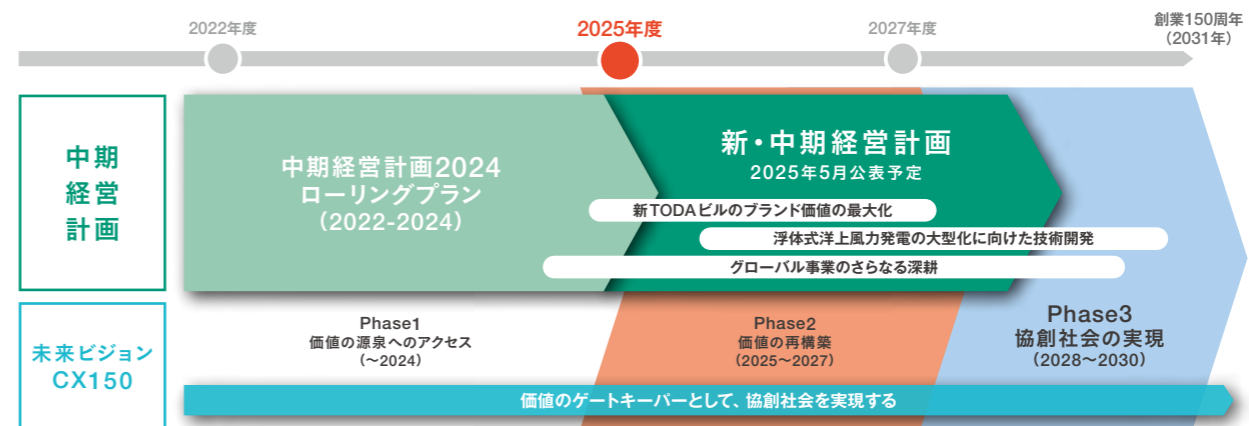 2022年度
2025年度
2027年度
創業150周年
(2031年)
中期
経営
計画
中期経営計画2024
ローリングプラン
(2022-2024)
新・中期経営計画
2025年5月公表予定
新TODAビルのブランド価値の最大化
浮体式洋上風力発電の大型化に向けた技術開発
グローバル事業のさらなる深耕
未来ビジョン
CX150
Phase1
価値の源泉へのアクセス
(~2024)
Phase2
価値の再構築
(2025~2027)
Phase3
協創社会の実現
(2028~2030)
価値のゲートキーパーとして、協創社会を実現する